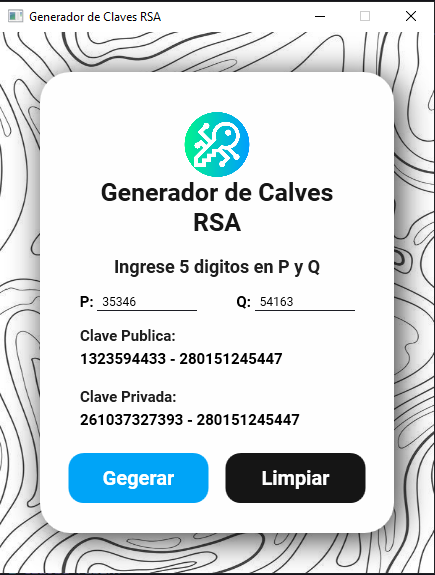 Generador de Claves RSA
Generador de Calves
RSA
Ingrese 5 digitos en P y Q
P: 35346 Q: 54163
Clave Publica:
1323594433 - 280151245447
Clave Privada:
261037327393 - 280151245447
Gegerar Limpiar